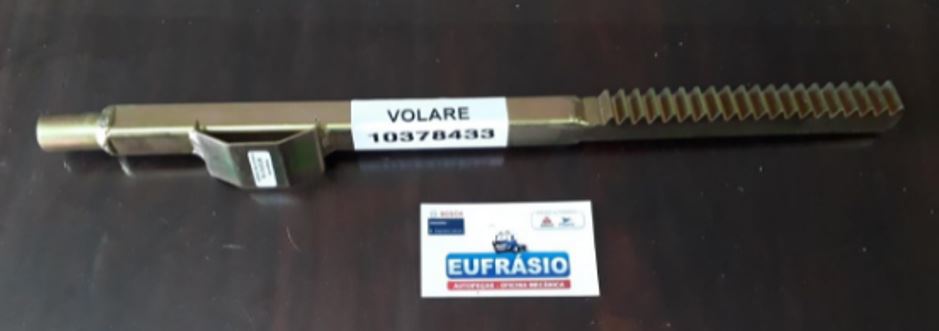 VOLARE
10378433
BOSCH
EUFRÁSIO
AUTOPEÇAS - OFICINA MECÂNICA